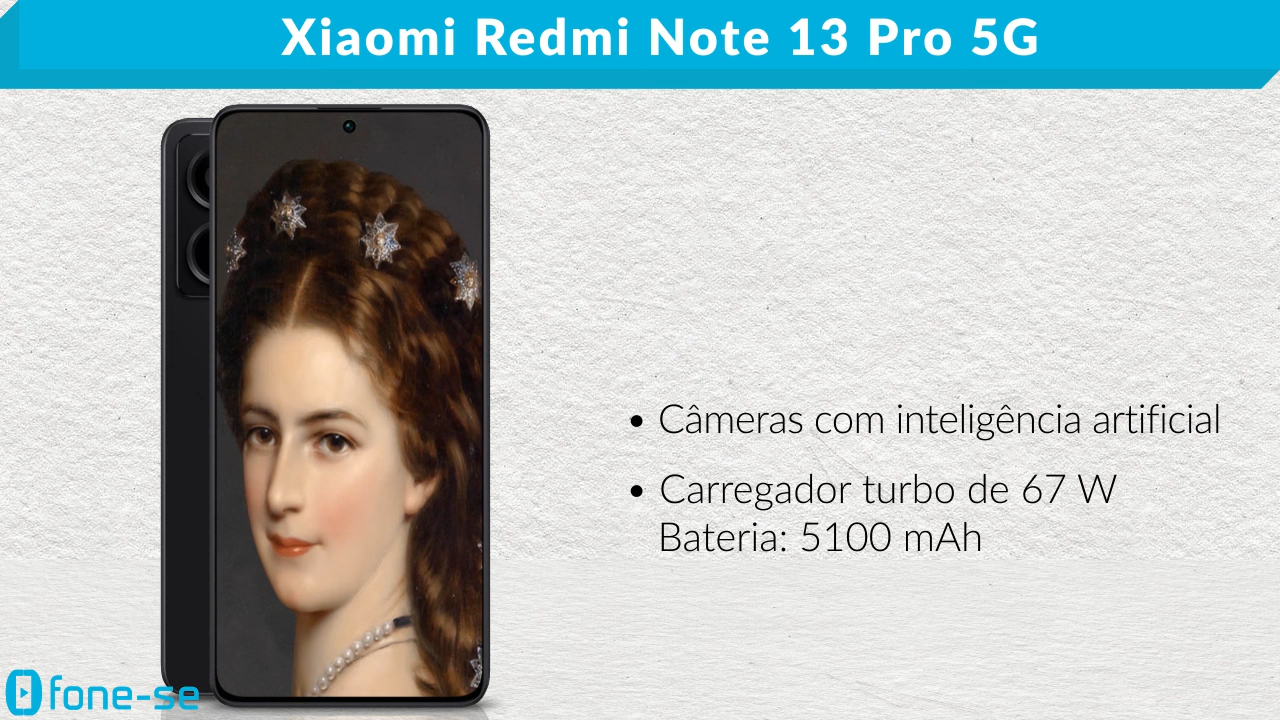 Xiaomi Redmi Note 13 Pro 5G
• Câmeras com inteligência artificial
• Carregador turbo de 67 W
Bateria: 5100 mAh
fone-se